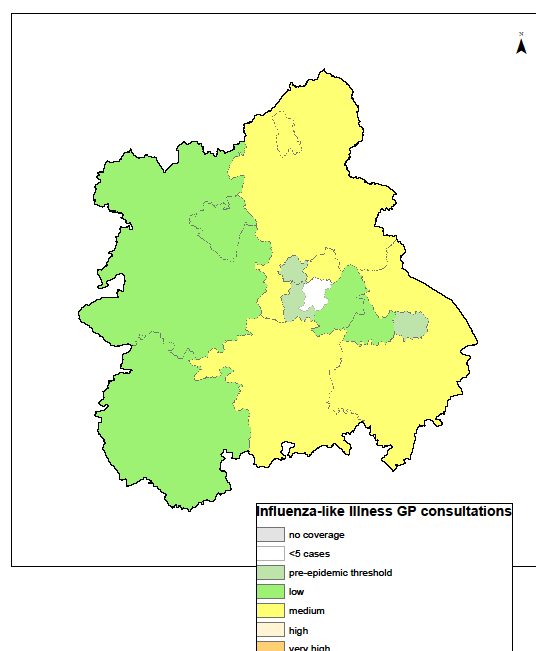 N
Influenza-like Illness GP consultations
no coverage
<5 cases
pre-epidemic threshold
low
medium
high
very high